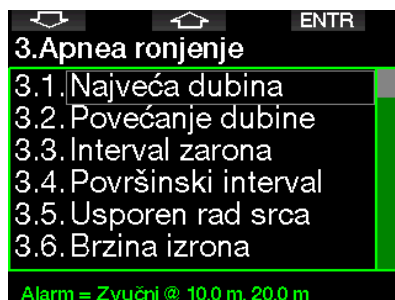 ENTR
3.Apnea ronjenje
3.1.Najveća dubina
3.2.Povećanje dubine
3.3.Interval zarona
3.4.Površinski interval
3.5.Usporen rad srca
3.6.Brzina izrona
Alarm = Zvučni @ 10.0 m, 20.0 m